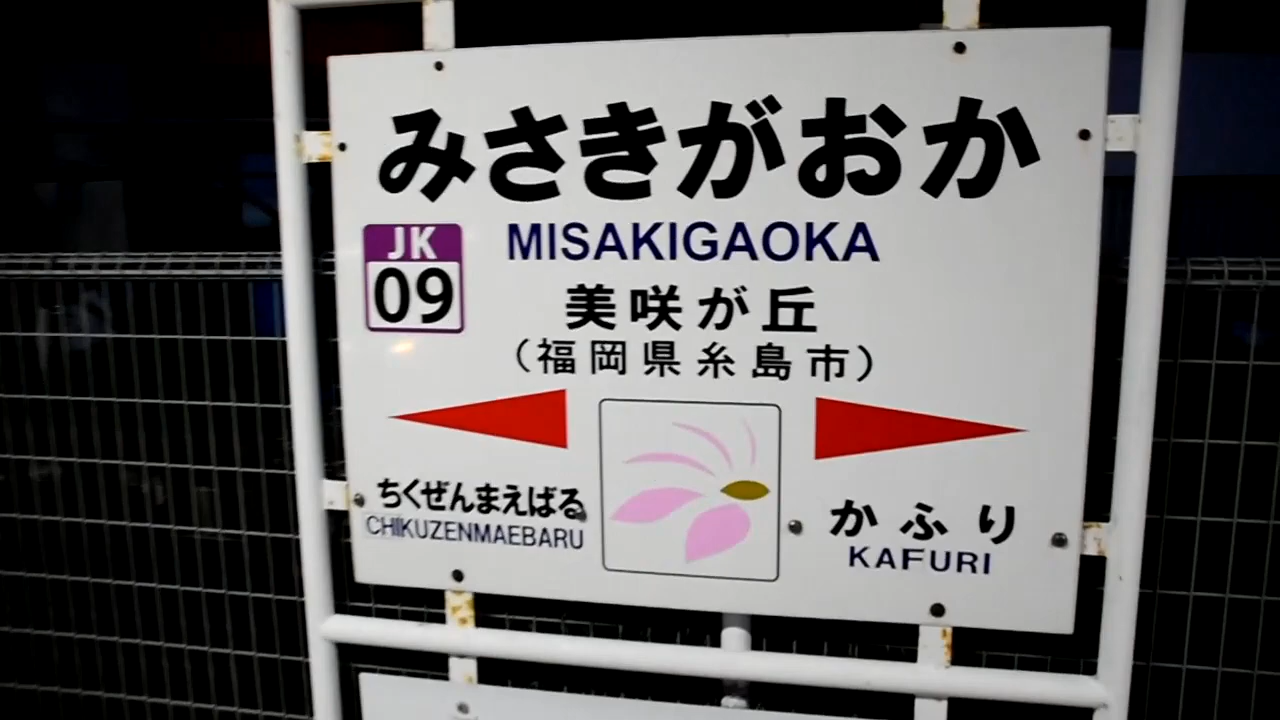 みさきがおか
JK
09
MISAKIGAOKA
美咲が丘
（福岡県糸島市）
ちくぜんまえばる
CHIKUZENMAEBARU
かふり
KAFURI